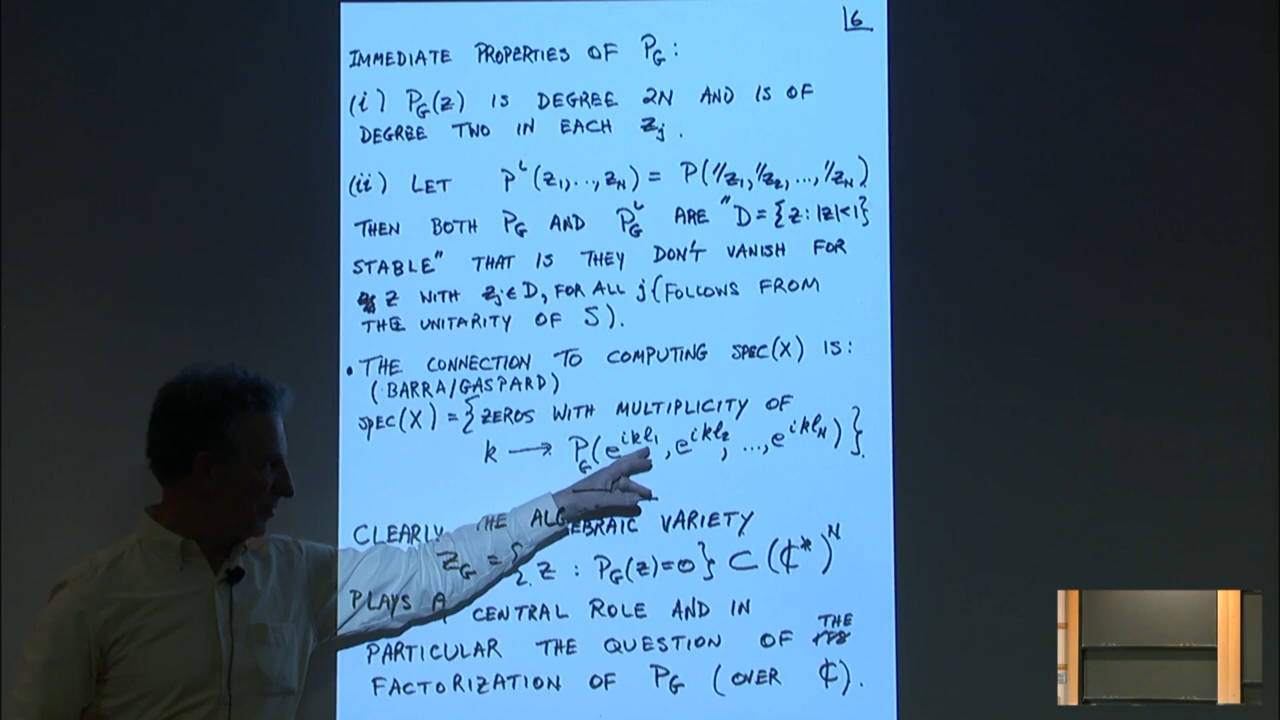 6
IMMEDIATE PROPERTIES OF P_G :
(i) P_G(z) IS DEGREE 2N AND IS OF
DEGREE TWO IN EACH z_j .
(ii) LET P^ι(z_1,...,z_N) = P(1/z_1, 1/z_2, ..., 1/z_N)
THEN BOTH P_G AND P_G^ι ARE "D = {z : |z|<1}
STABLE" THAT IS THEY DON'T VANISH FOR
z WITH z_j ∈ D, FOR ALL j (FOLLOWS FROM
THE UNITARITY OF S).
• THE CONNECTION TO COMPUTING SPEC(X) IS:
(BARRA/GASPARD)
SPEC(X) = { ZEROS WITH MULTIPLICITY OF
k → P_G(e^{ikl_1}, e^{ikl_2}, ..., e^{ikl_N}) }.
CLEARLY THE ALGEBRAIC VARIETY
Z_G = { z : P_G(z)=0 } ⊂ (ℂ*)^N
PLAYS A CENTRAL ROLE AND IN
PARTICULAR THE QUESTION OF THE
FACTORIZATION OF P_G (OVER ℂ).